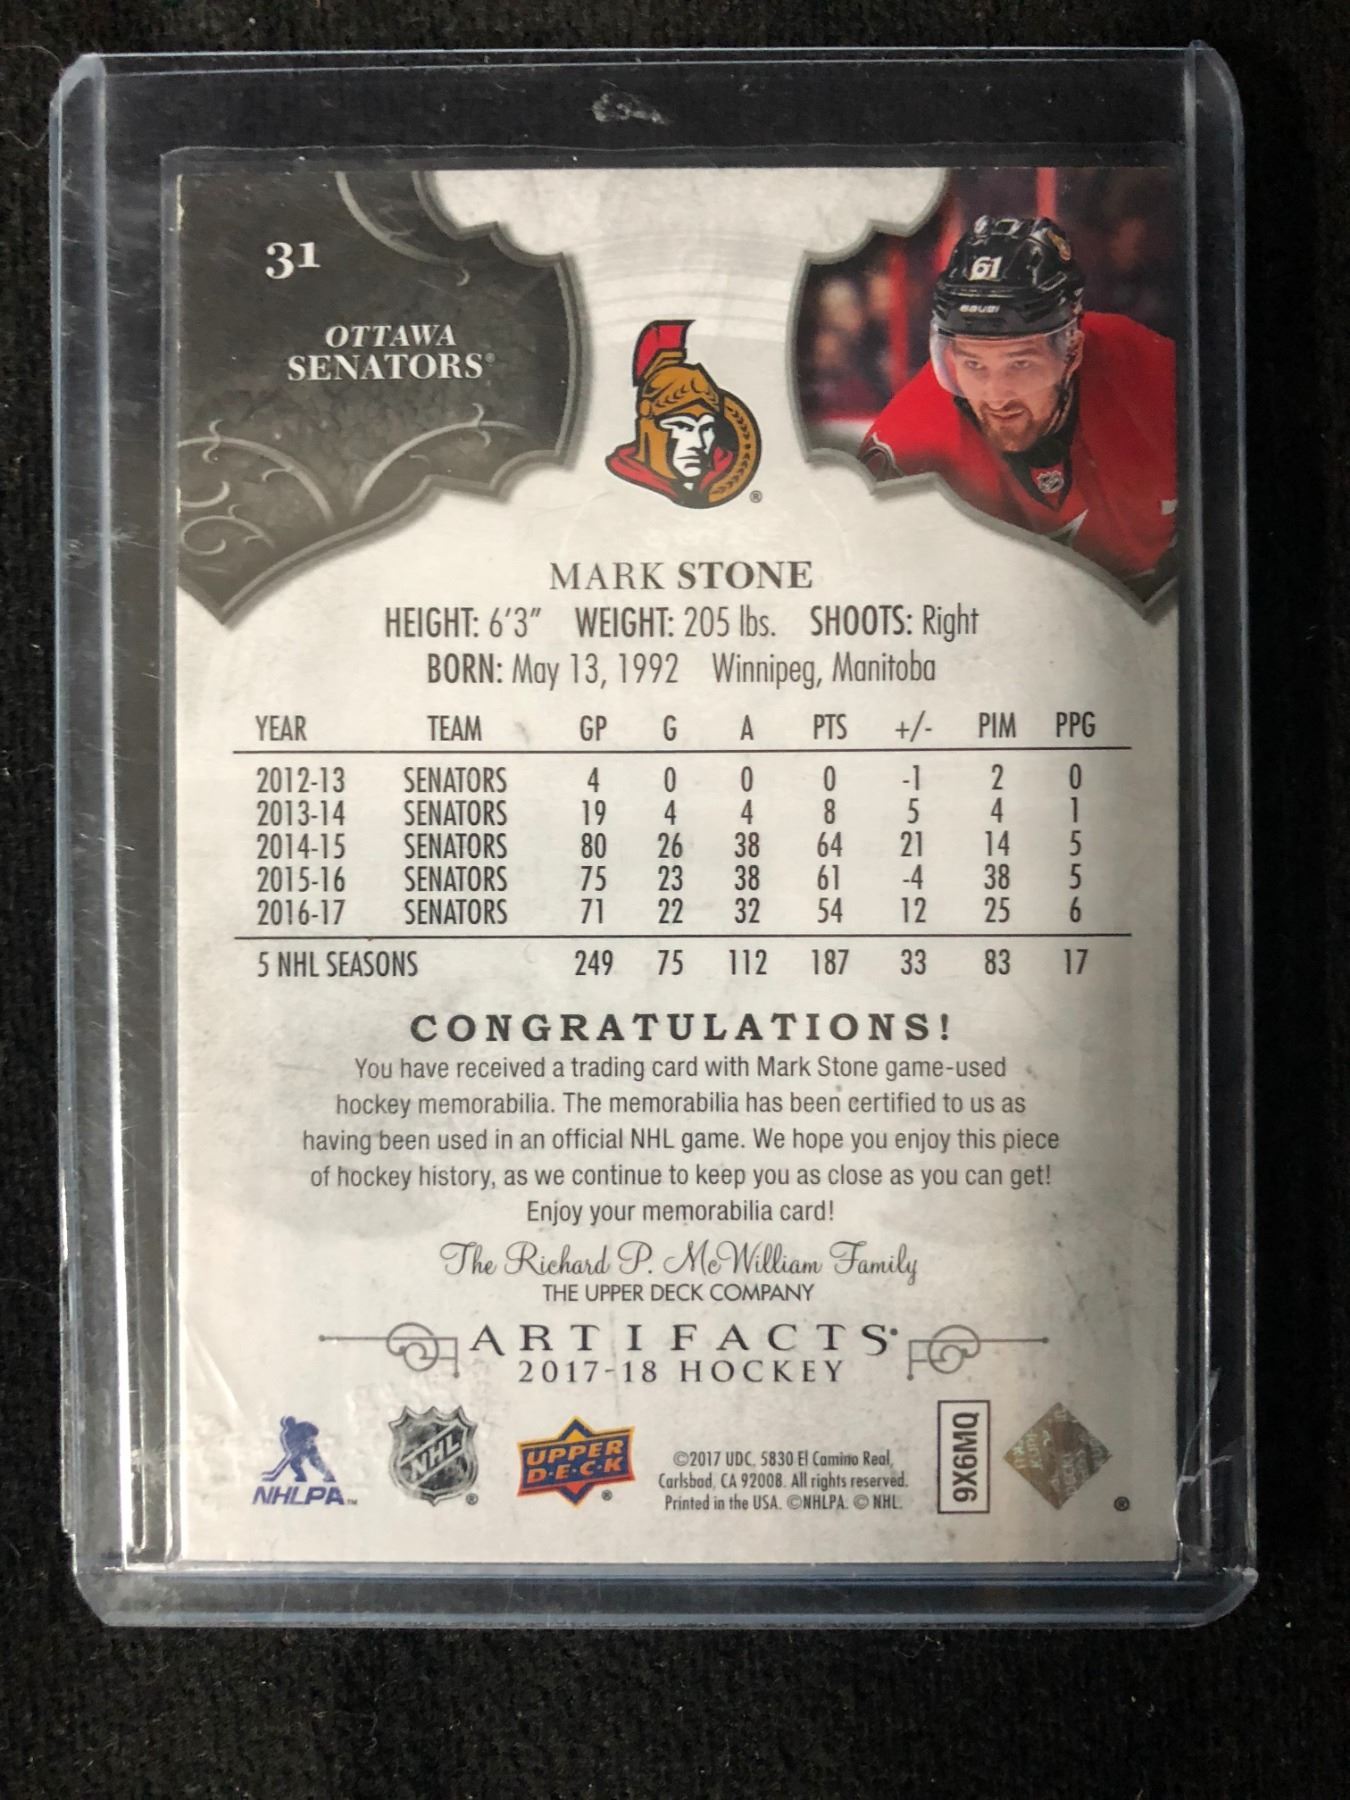 31
OTTAWA
SENATORS®
61
BAUER
®
MARK STONE
HEIGHT: 6'3" WEIGHT: 205 lbs. SHOOTS: Right
BORN: May 13, 1992 Winnipeg, Manitoba
YEAR TEAM GP G A PTS +/- PIM PPG
2012-13 SENATORS 4 0 0 0 -1 2 0
2013-14 SENATORS 19 4 4 8 5 4 1
2014-15 SENATORS 80 26 38 64 21 14 5
2015-16 SENATORS 75 23 38 61 -4 38 5
2016-17 SENATORS 71 22 32 54 12 25 6
5 NHL SEASONS 249 75 112 187 33 83 17
CONGRATULATIONS!
You have received a trading card with Mark Stone game-used
hockey memorabilia. The memorabilia has been certified to us as
having been used in an official NHL game. We hope you enjoy this piece
of hockey history, as we continue to keep you as close as you can get!
Enjoy your memorabilia card!
The Richard P. McWilliam Family
THE UPPER DECK COMPANY
ARTIFACTS®
2017-18 HOCKEY
NHLPA™
NHL®
UPPER
D·E·C·K®
©2017 UDC, 5830 El Camino Real,
Carlsbad, CA 92008. All rights reserved.
Printed in the USA. ©NHLPA. © NHL.
9X6MQ
®